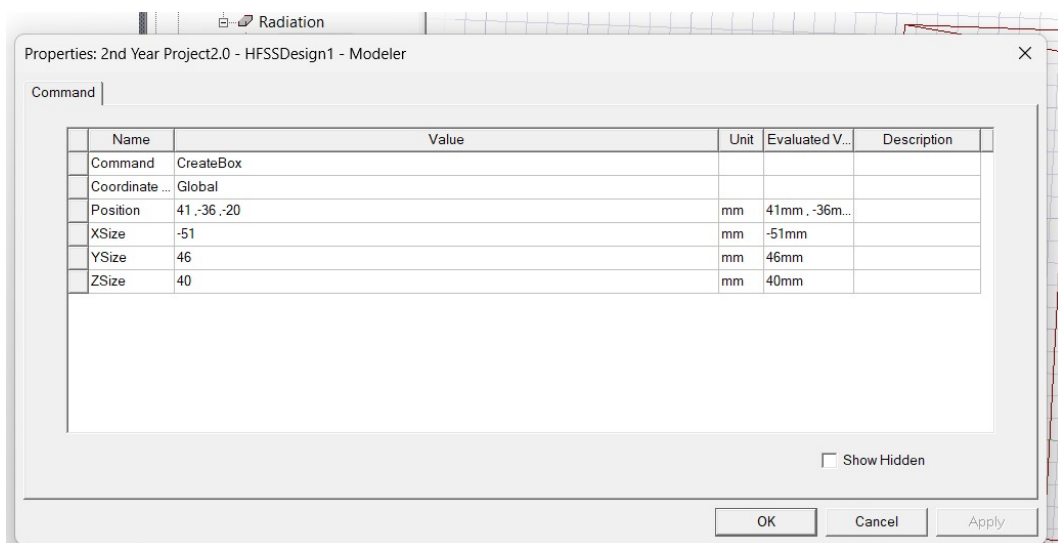 Radiation
Properties: 2nd Year Project2.0 - HFSSDesign1 - Modeler
Command
Name Value Unit Evaluated V... Description
Command CreateBox
Coordinate ... Global
Position 41 ,-36 ,-20 mm 41mm , -36m...
XSize -51 mm -51mm
YSize 46 mm 46mm
ZSize 40 mm 40mm
Show Hidden
OK Cancel Apply